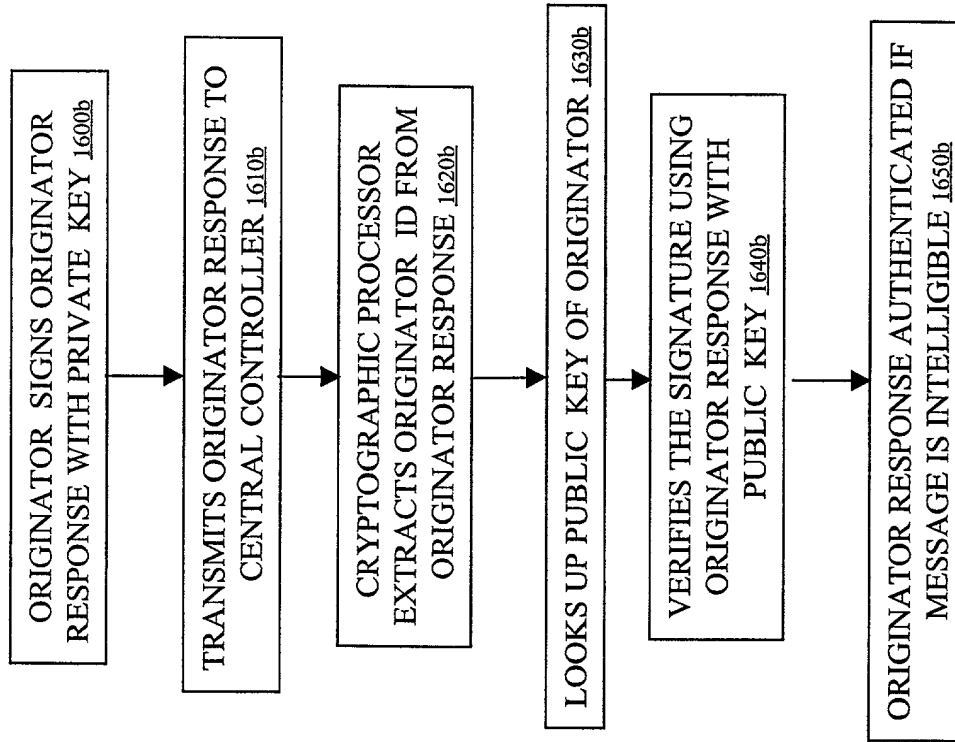 ORIGINATOR SIGNS ORIGINATOR
RESPONSE WITH PRIVATE KEY 1600b
TRANSMITS ORIGINATOR RESPONSE TO
CENTRAL CONTROLLER 1610b
CRYPTOGRAPHIC PROCESSOR
EXTRACTS ORIGINATOR ID FROM
ORIGINATOR RESPONSE 1620b
LOOKS UP PUBLIC KEY OF ORIGINATOR 1630b
VERIFIES THE SIGNATURE USING
ORIGINATOR RESPONSE WITH
PUBLIC KEY 1640b
ORIGINATOR RESPONSE AUTHENTICATED IF
MESSAGE IS INTELLIGIBLE 1650b